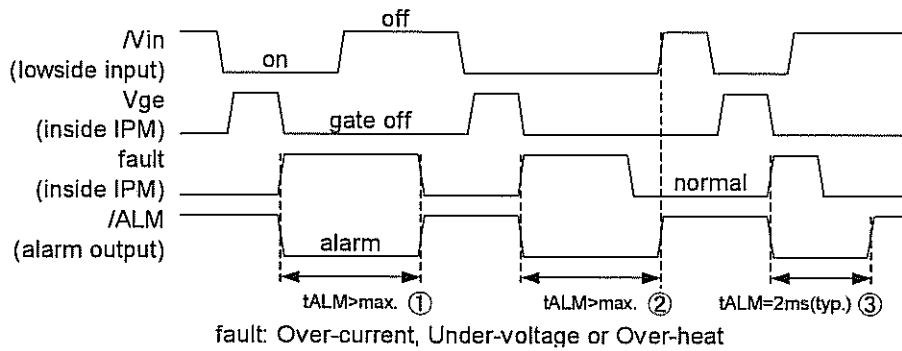 off
/Vin
on
(lowside input)
Vge
gate off
(inside IPM)
fault
normal
(inside IPM)
/ALM
alarm
(alarm output)
tALM>max. ① tALM>max. ② tALM=2ms(typ.) ③
fault: Over-current, Under-voltage or Over-heat